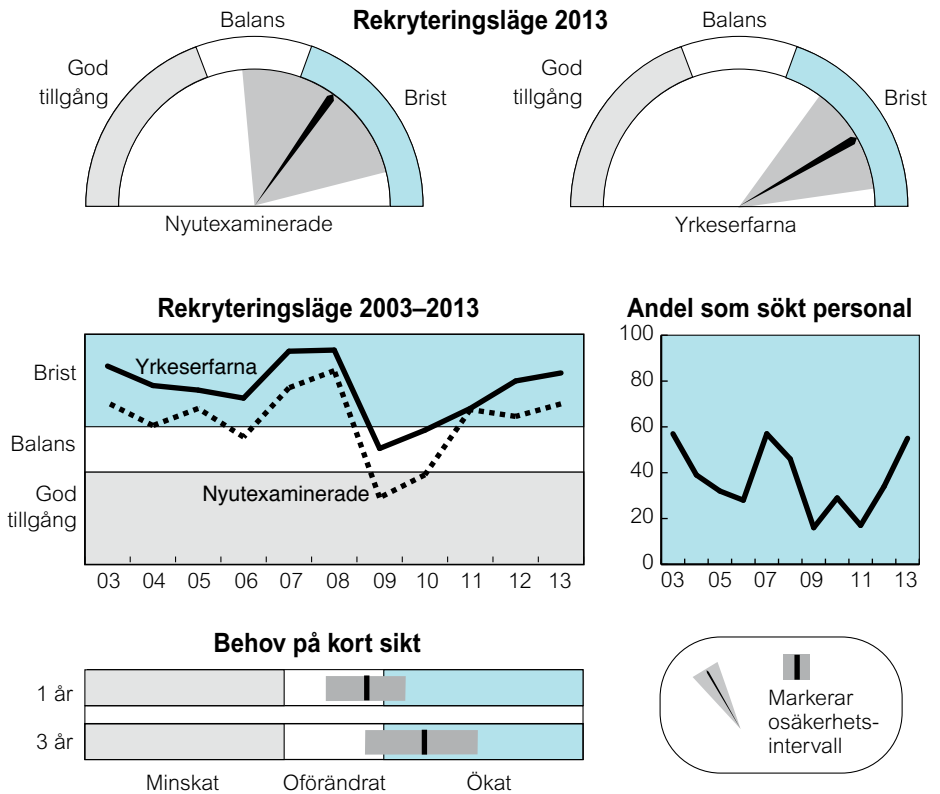 Rekryteringsläge 2013
Balans
God
tillgång
Brist
Nyutexaminerade
Balans
God
tillgång
Brist
Yrkeserfarna
Rekryteringsläge 2003–2013
Brist
Balans
God
tillgång
Yrkeserfarna
Nyutexaminerade
03 04 05 06 07 08 09 10 11 12 13
Andel som sökt personal
100
80
60
40
20
0
03 05 07 09 11 13
Behov på kort sikt
1 år
3 år
Minskat Oförändrat Ökat
Markerar
osäkerhets-
intervall